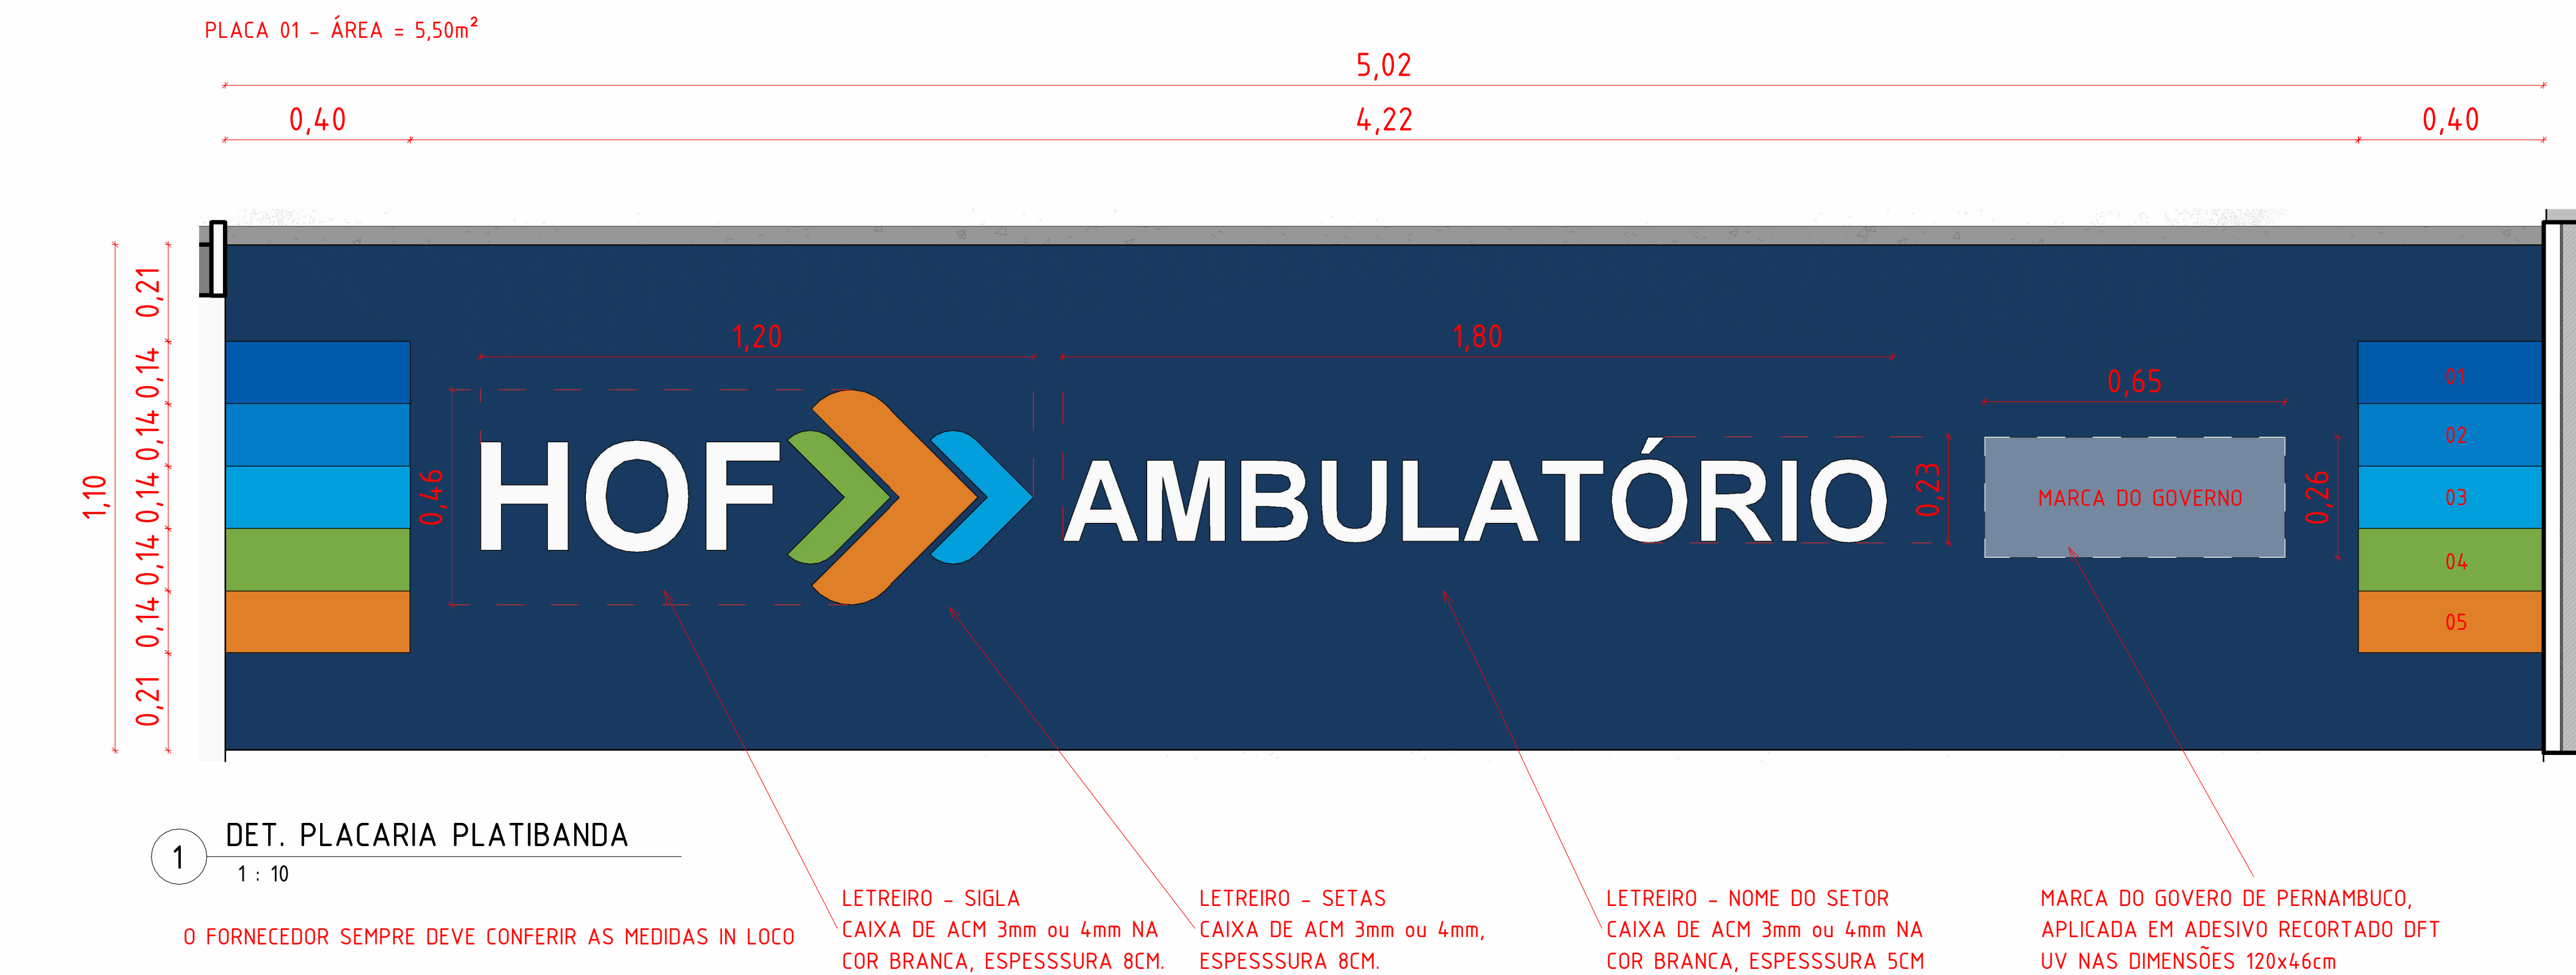 PLACA 01 - ÁREA = 5,50m²
5,02
0,40
4,22
0,40
1,10
0,21
0,14
0,14
0,14
0,14
0,14
0,21
1,20
1,80
0,65
0,46
HOF
AMBULATÓRIO
0,23
MARCA DO GOVERNO
0,26
01
02
03
04
05
1
DET. PLACARIA PLATIBANDA
1 : 10
O FORNECEDOR SEMPRE DEVE CONFERIR AS MEDIDAS IN LOCO
LETREIRO - SIGLA
CAIXA DE ACM 3mm ou 4mm NA
COR BRANCA, ESPESSSURA 8CM.
LETREIRO - SETAS
CAIXA DE ACM 3mm ou 4mm,
ESPESSSURA 8CM.
LETREIRO - NOME DO SETOR
CAIXA DE ACM 3mm ou 4mm NA
COR BRANCA, ESPESSSURA 5CM
MARCA DO GOVERO DE PERNAMBUCO,
APLICADA EM ADESIVO RECORTADO DFT
UV NAS DIMENSÕES 120x46cm